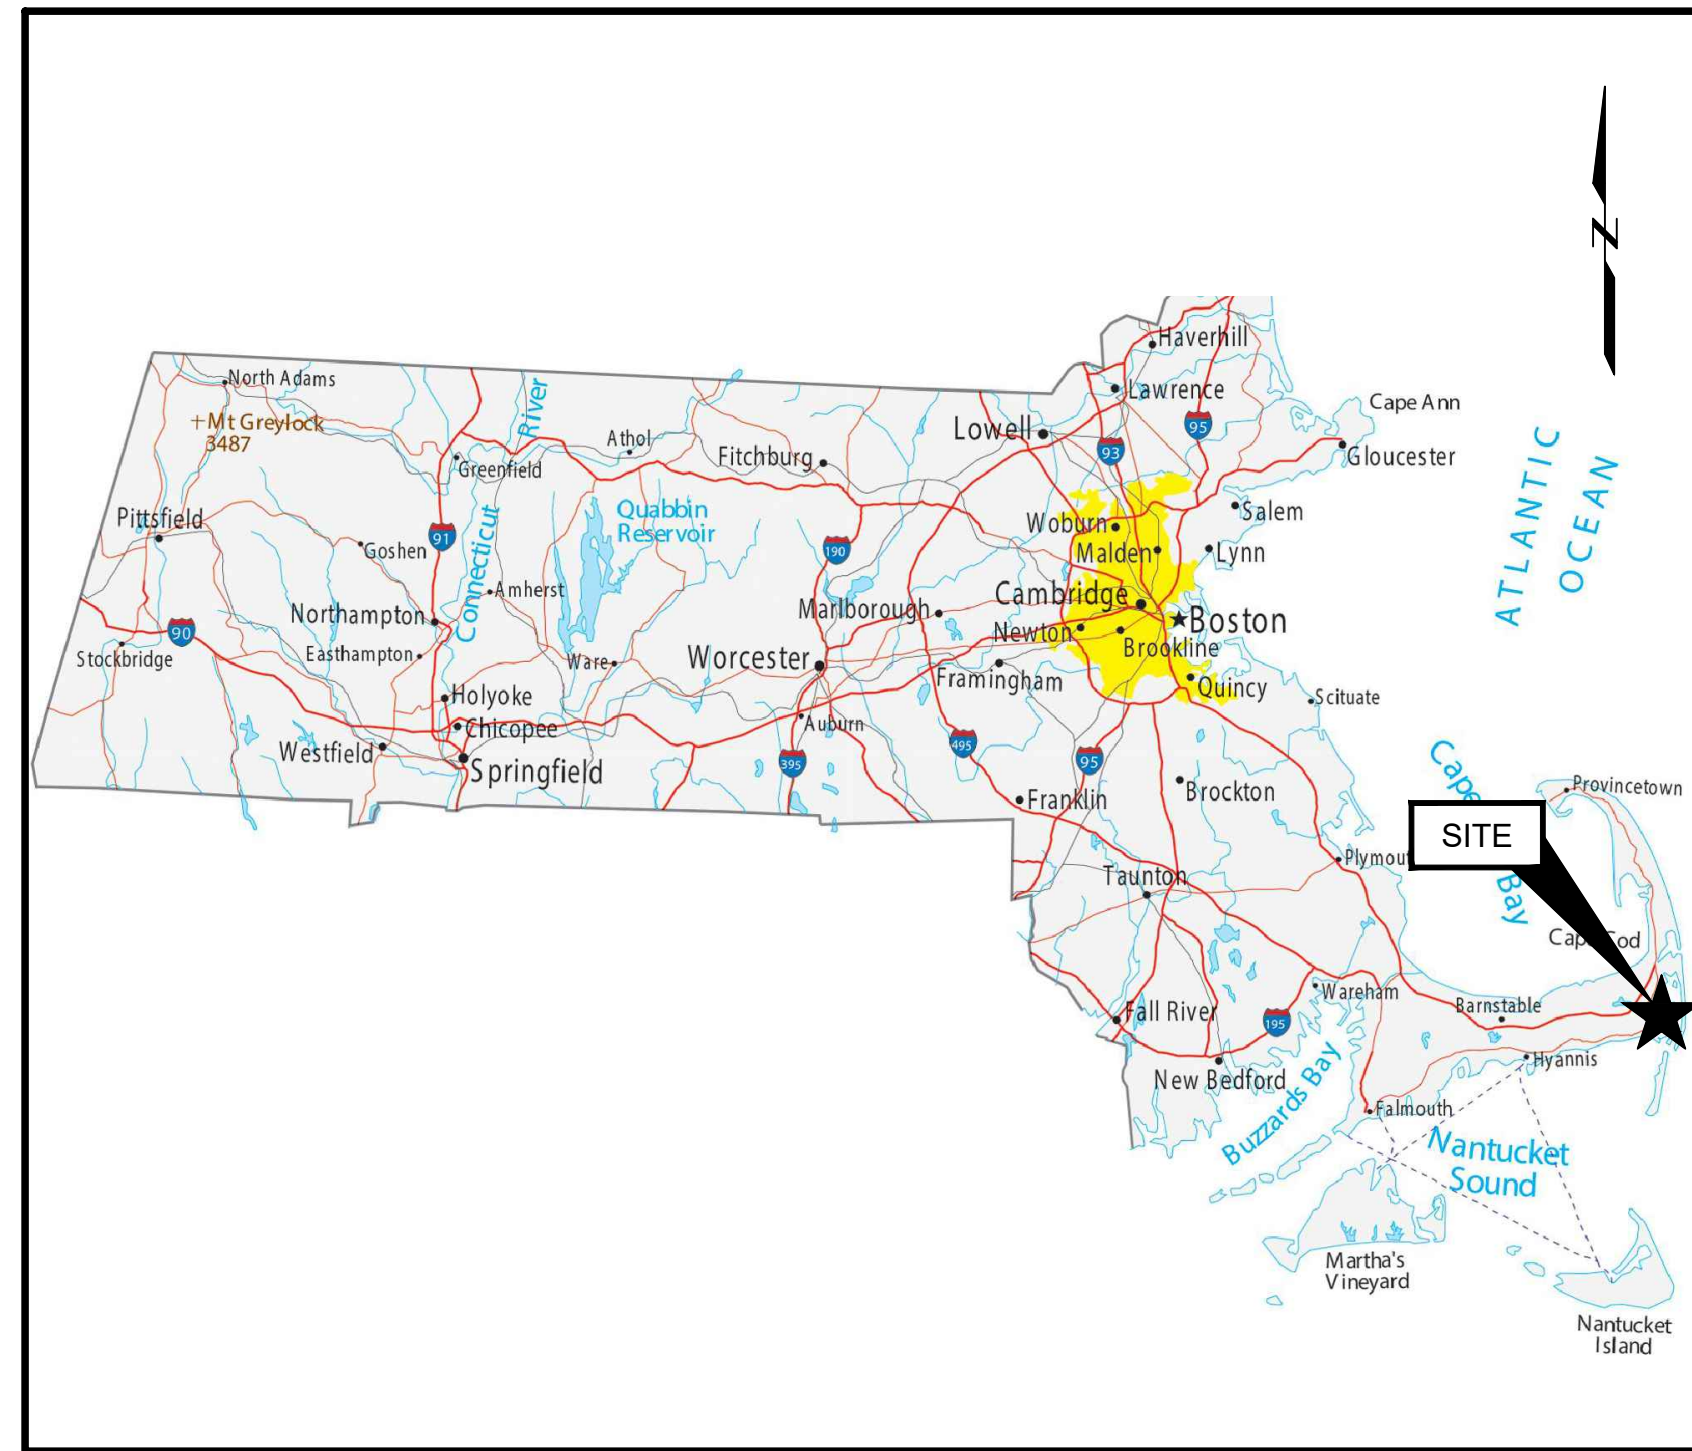 N
Haverhill
North Adams
Lawrence
Cape Ann
+Mt Greylock
3487
River
95
Lowell
Athol
93
Fitchburg
Gloucester
Greenfield
ATLANTIC
OCEAN
Quabbin
Reservoir
Salem
Pittsfield
Woburn
91
Goshen
190
Malden
Lynn
Connecticut
Amherst
Cambridge
Marlborough
Northampton
Boston
90
Newton
Brookline
Stockbridge
Easthampton
Ware
Worcester
Framingham
Quincy
Holyoke
Scituate
Auburn
Chicopee
495
Westfield
395
95
Springfield
Cape
Bay
Provincetown
Brockton
Franklin
SITE
Taunton
Wareham
Barnstable
Fall River
195
Hyannis
New Bedford
Buzzards Bay
Falmouth
Nantucket
Sound
Martha's
Vineyard
Nantucket
Island